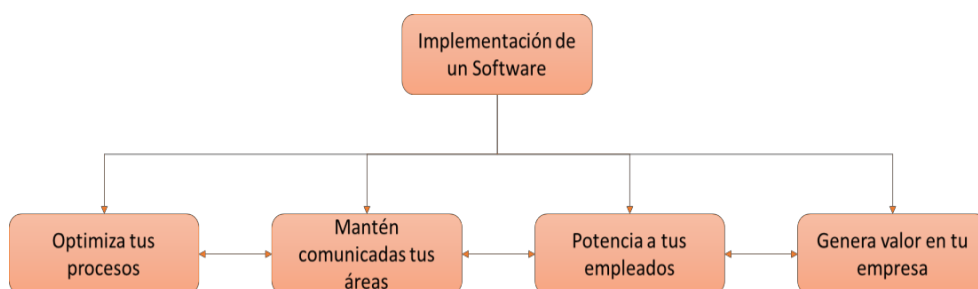 Implementación de
un Software
Optimiza tus
procesos
Mantén
comunicadas tus
áreas
Potencia a tus
empleados
Genera valor en tu
empresa